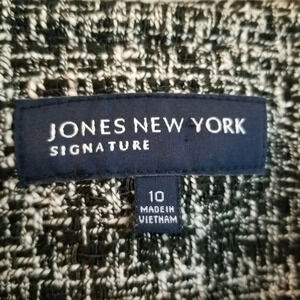 JONES NEW YORK
SIGNATURE
10
MADE IN
VIETNAM